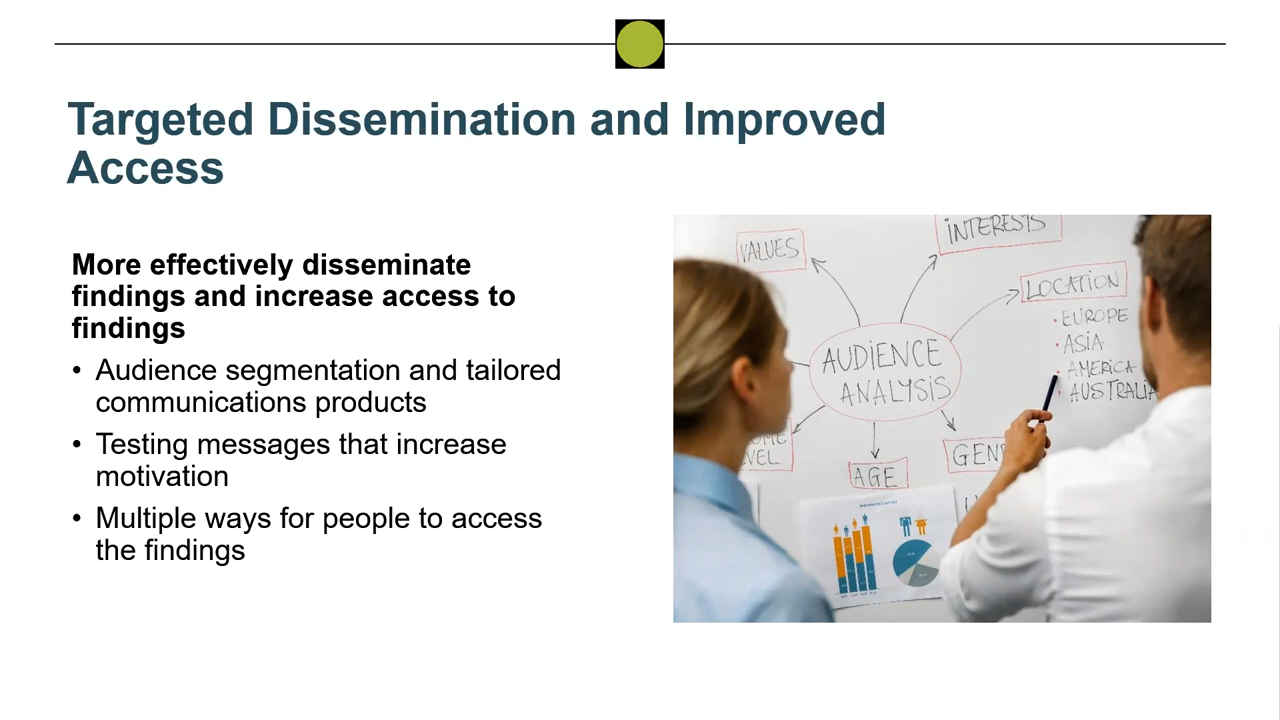 Targeted Dissemination and Improved
Access
More effectively disseminate
findings and increase access to
findings
• Audience segmentation and tailored
communications products
• Testing messages that increase
motivation
• Multiple ways for people to access
the findings
VALUES
INTERESTS
LOCATION
• EUROPE
• ASIA
• AMERICA
• AUSTRALIA
AUDIENCE
ANALYSIS
AGE